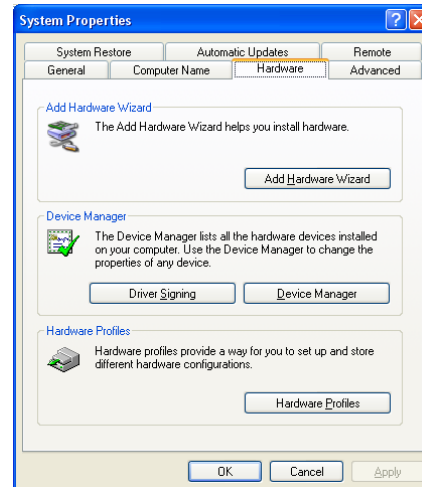 System Properties
System Restore Automatic Updates Remote
General Computer Name Hardware Advanced
Add Hardware Wizard
The Add Hardware Wizard helps you install hardware.
Add Hardware Wizard
Device Manager
The Device Manager lists all the hardware devices installed
on your computer. Use the Device Manager to change the
properties of any device.
Driver Signing Device Manager
Hardware Profiles
Hardware profiles provide a way for you to set up and store
different hardware configurations.
Hardware Profiles
OK Cancel Apply